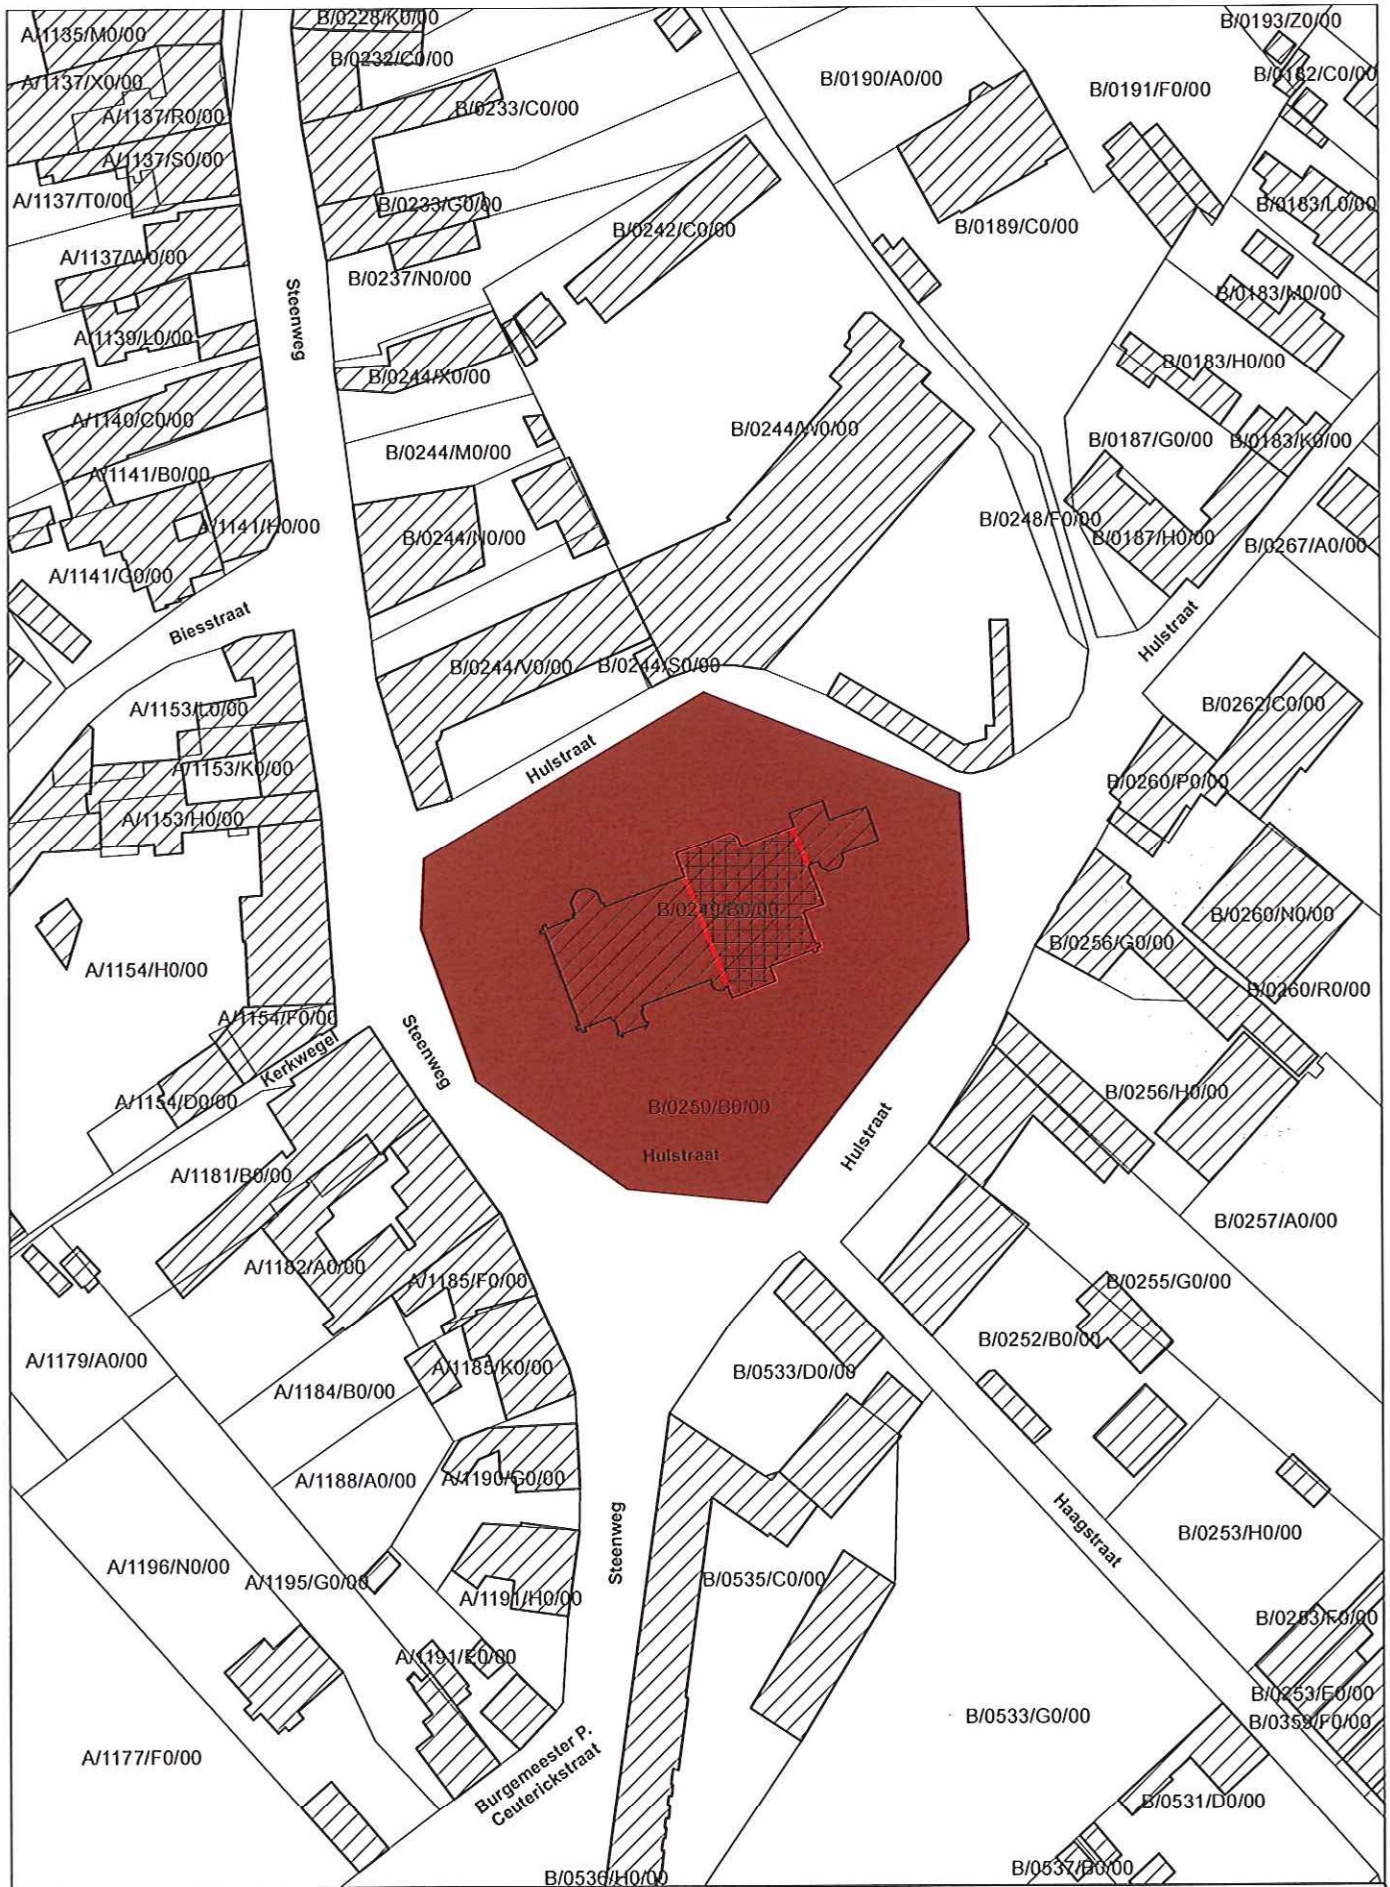 B/0228/K0/00
B/0193/Z0/00
A/1135/M0/00
B/0232/C0/00
B/0182/C0/00
A/1137/X0/00
B/0190/A0/00
B/0191/F0/00
B/0233/C0/00
A/1137/R0/00
A/1137/S0/00
A/1137/T0/00
B/0233/G0/00
B/0183/L0/00
B/0242/C0/00
B/0189/C0/00
A/1137/A0/00
B/0237/N0/00
B/0183/M0/00
Steenweg
A/1139/L0/00
B/0183/H0/00
B/0244/X0/00
A/1140/C0/00
B/0244/W0/00
B/0187/G0/00
B/0183/K0/00
B/0244/M0/00
A/1141/B0/00
B/0248/F0/00
A/1141/H0/00
B/0244/N0/00
B/0187/H0/00
B/0267/A0/00
A/1141/G0/00
Biesstraat
Hulstraat
B/0244/V0/00
B/0244/S0/00
A/1153/L0/00
B/0262/C0/00
Hulstraat
A/1153/K0/00
B/0260/P0/00
A/1153/H0/00
B/0249/B0/00
B/0260/N0/00
B/0256/G0/00
A/1154/H0/00
B/0260/R0/00
A/1154/F0/00
Steenweg
Kerkwegel
B/0256/H0/00
A/1154/D0/00
B/0250/B0/00
Hulstraat
Hulstraat
A/1181/B0/00
B/0257/A0/00
A/1182/A0/00
A/1185/F0/00
B/0255/G0/00
B/0252/B0/00
A/1179/A0/00
A/1185/K0/00
B/0533/D0/00
A/1184/B0/00
A/1188/A0/00
A/1190/G0/00
Steenweg
Haagstraat
B/0253/H0/00
A/1196/N0/00
A/1195/G0/00
B/0535/C0/00
A/1191/H0/00
B/0253/F0/00
A/1191/E0/00
B/0253/E0/00
B/0533/G0/00
B/0359/F0/00
A/1177/F0/00
Burgemeester P.
Ceuterickstraat
B/0531/D0/00
B/0537/B0/00
B/0536/H0/00